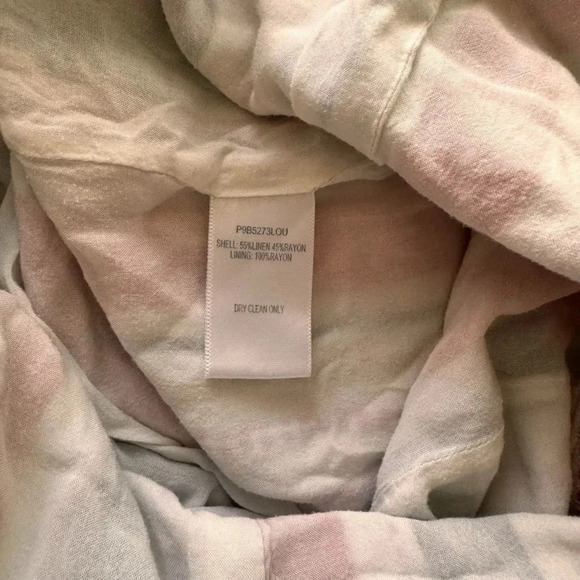 P9B5273LOU
SHELL: 55%LINEN 45%RAYON
LINING: 100%RAYON
DRY CLEAN ONLY